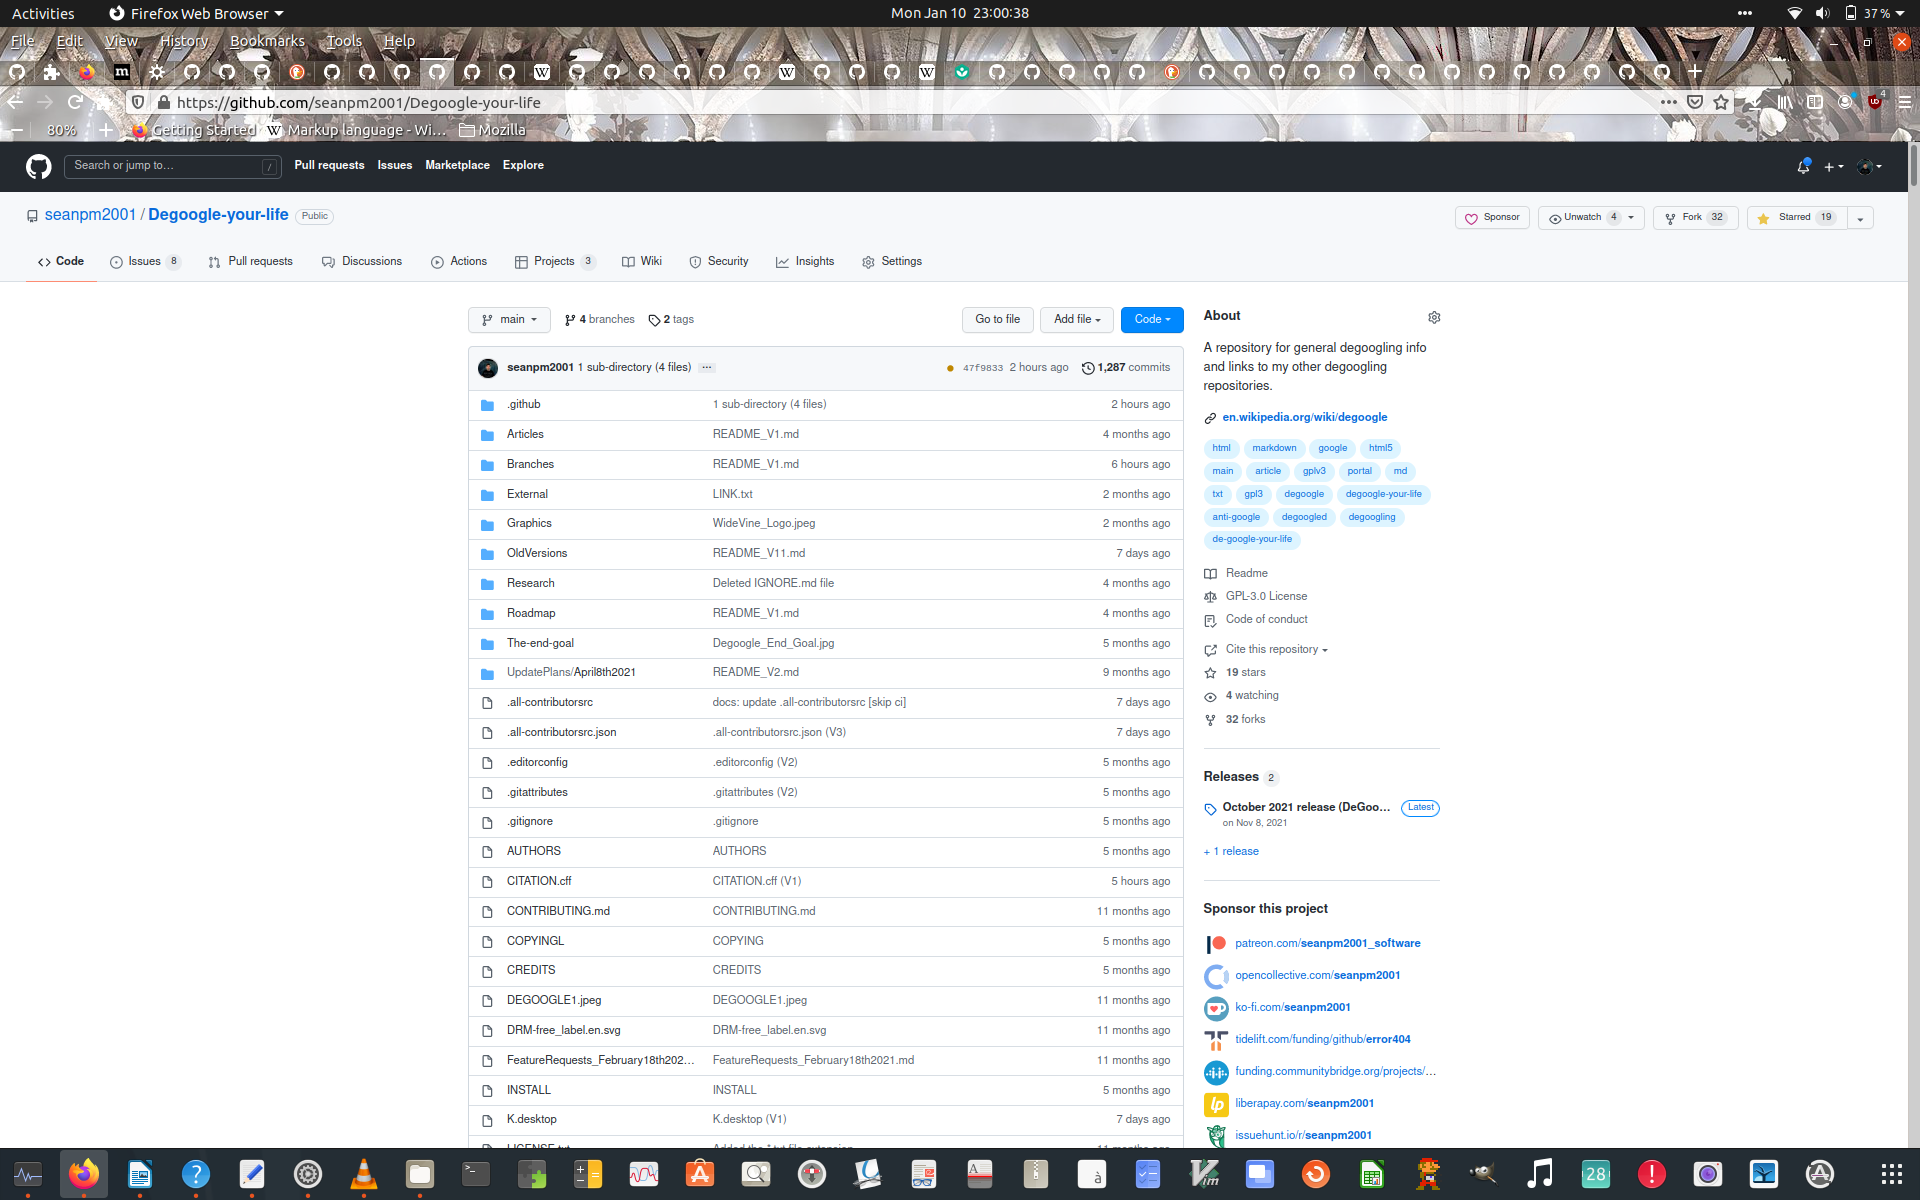 Activities Firefox Web Browser Mon Jan 10 23:00:38 37 %
File Edit View History Bookmarks Tools Help
https://github.com/seanpm2001/Degoogle-your-life 4
80% Getting Started Markup language - Wi… Mozilla
Search or jump to… / Pull requests Issues Marketplace Explore
seanpm2001 / Degoogle-your-life Public Sponsor Unwatch 4 Fork 32 Starred 19
Code Issues 8 Pull requests Discussions Actions Projects 3 Wiki Security Insights Settings
main 4 branches 2 tags Go to file Add file Code
seanpm2001 1 sub-directory (4 files) … 47f9833 2 hours ago 1,287 commits
.github 1 sub-directory (4 files) 2 hours ago
Articles README_V1.md 4 months ago
Branches README_V1.md 6 hours ago
External LINK.txt 2 months ago
Graphics WideVine_Logo.jpeg 2 months ago
OldVersions README_V11.md 7 days ago
Research Deleted IGNORE.md file 4 months ago
Roadmap README_V1.md 4 months ago
The-end-goal Degoogle_End_Goal.jpg 5 months ago
UpdatePlans/April8th2021 README_V2.md 9 months ago
.all-contributorsrc docs: update .all-contributorsrc [skip ci] 7 days ago
.all-contributorsrc.json .all-contributorsrc.json (V3) 7 days ago
.editorconfig .editorconfig (V2) 5 months ago
.gitattributes .gitattributes (V2) 5 months ago
.gitignore .gitignore 5 months ago
AUTHORS AUTHORS 5 months ago
CITATION.cff CITATION.cff (V1) 5 hours ago
CONTRIBUTING.md CONTRIBUTING.md 11 months ago
COPYINGL COPYING 5 months ago
CREDITS CREDITS 5 months ago
DEGOOGLE1.jpeg DEGOOGLE1.jpeg 11 months ago
DRM-free_label.en.svg DRM-free_label.en.svg 11 months ago
FeatureRequests_February18th202… FeatureRequests_February18th2021.md 11 months ago
INSTALL INSTALL 5 months ago
K.desktop K.desktop (V1) 7 days ago
About
A repository for general degoogling info
and links to my other degoogling
repositories.
en.wikipedia.org/wiki/degoogle
html markdown google html5
main article gplv3 portal md
txt gpl3 degoogle degoogle-your-life
anti-google degoogled degoogling
de-google-your-life
Readme
GPL-3.0 License
Code of conduct
Cite this repository
19 stars
4 watching
32 forks
Releases 2
October 2021 release (DeGoo… Latest
on Nov 8, 2021
+ 1 release
Sponsor this project
patreon.com/seanpm2001_software
opencollective.com/seanpm2001
ko-fi.com/seanpm2001
tidelift.com/funding/github/error404
funding.communitybridge.org/projects/…
liberapay.com/seanpm2001
issuehunt.io/r/seanpm2001
28